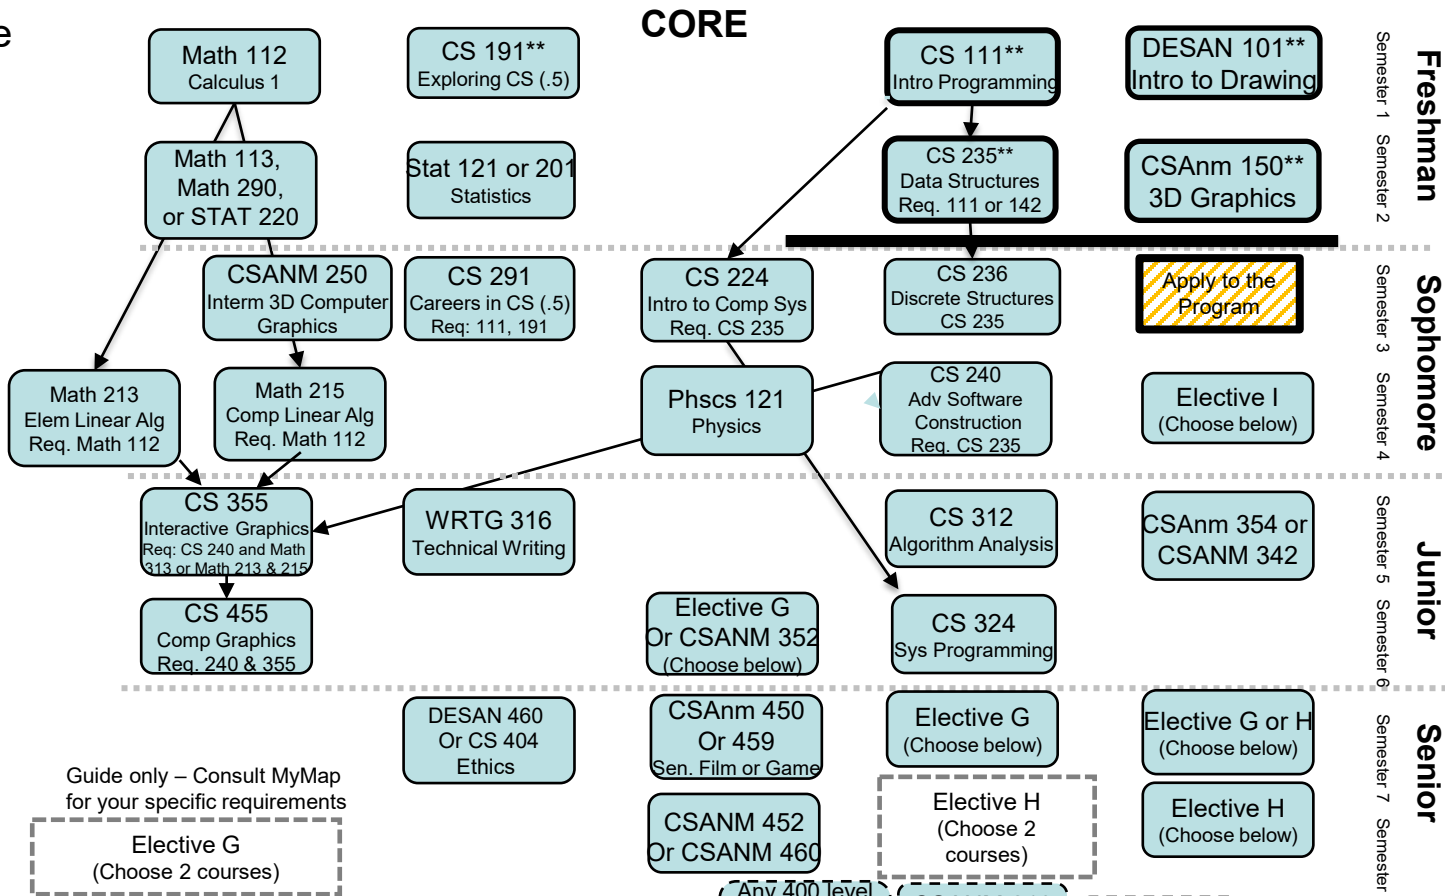 e
CORE
Math 112
Calculus 1
CS 191**
Exploring CS (.5)
CS 111**
Intro Programming
DESAN 101**
Intro to Drawing
Semester 1
Freshman
Math 113,
Math 290,
or STAT 220
Stat 121 or 201
Statistics
CS 235**
Data Structures
Req. 111 or 142
CSAnm 150**
3D Graphics
Semester 2
CSANM 250
Interm 3D Computer
Graphics
CS 291
Careers in CS (.5)
Req: 111, 191
CS 224
Intro to Comp Sys
Req. CS 235
CS 236
Discrete Structures
CS 235
Apply to the
Program
Semester 3
Sophomore
Math 213
Elem Linear Alg
Req. Math 112
Math 215
Comp Linear Alg
Req. Math 112
Phscs 121
Physics
CS 240
Adv Software
Construction
Req. CS 235
Elective I
(Choose below)
Semester 4
CS 355
Interactive Graphics
Req: CS 240 and Math
313 or Math 213 & 215
WRTG 316
Technical Writing
CS 312
Algorithm Analysis
CSAnm 354 or
CSANM 342
Semester 5
Junior
CS 455
Comp Graphics
Req. 240 & 355
Elective G
Or CSANM 352
(Choose below)
CS 324
Sys Programming
Semester 6
DESAN 460
Or CS 404
Ethics
CSAnm 450
Or 459
Sen. Film or Game
Elective G
(Choose below)
Elective G or H
(Choose below)
Semester 7
Senior
Guide only – Consult MyMap
for your specific requirements
Elective G
(Choose 2 courses)
CSANM 452
Or CSANM 460
Elective H
(Choose 2
courses)
Elective H
(Choose below)
Semester
Any 400 level